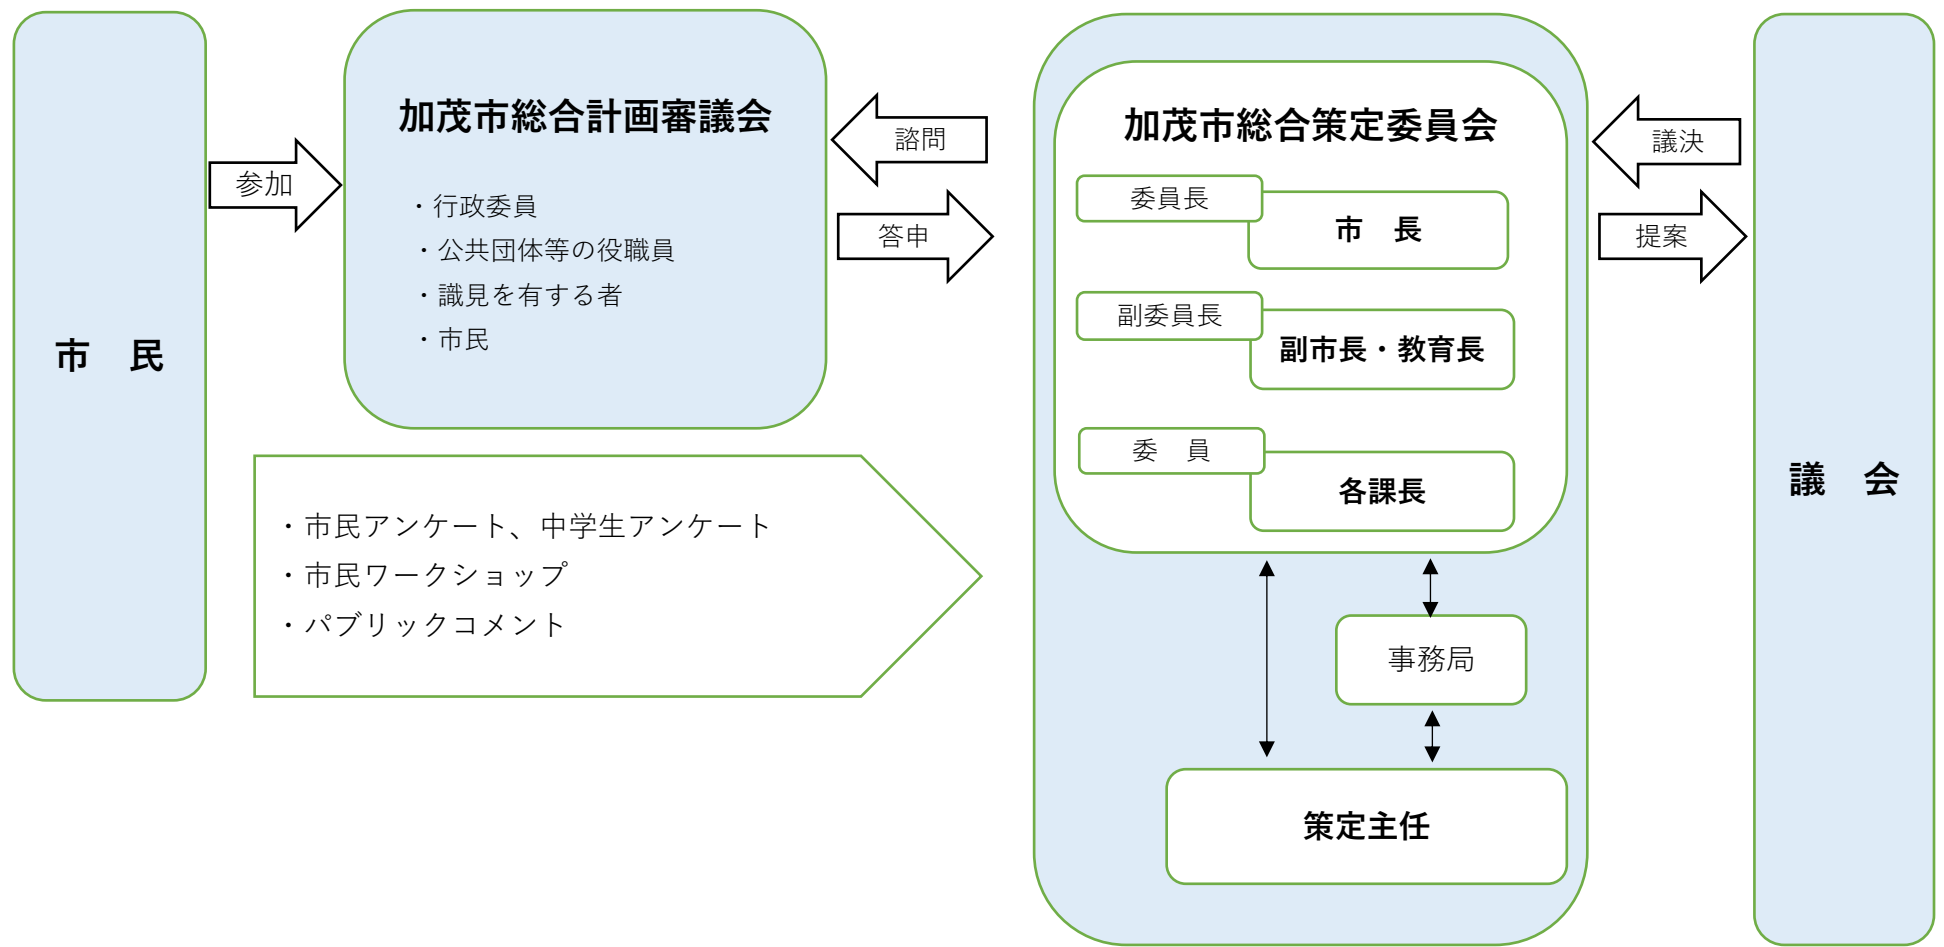 市　民
参加
加茂市総合計画審議会
・行政委員
・公共団体等の役職員
・識見を有する者
・市民
諮問
答申
・市民アンケート、中学生アンケート
・市民ワークショップ
・パブリックコメント
加茂市総合策定委員会
委員長
市　長
副委員長
副市長・教育長
委　員
各課長
事務局
策定主任
議決
提案
議　会